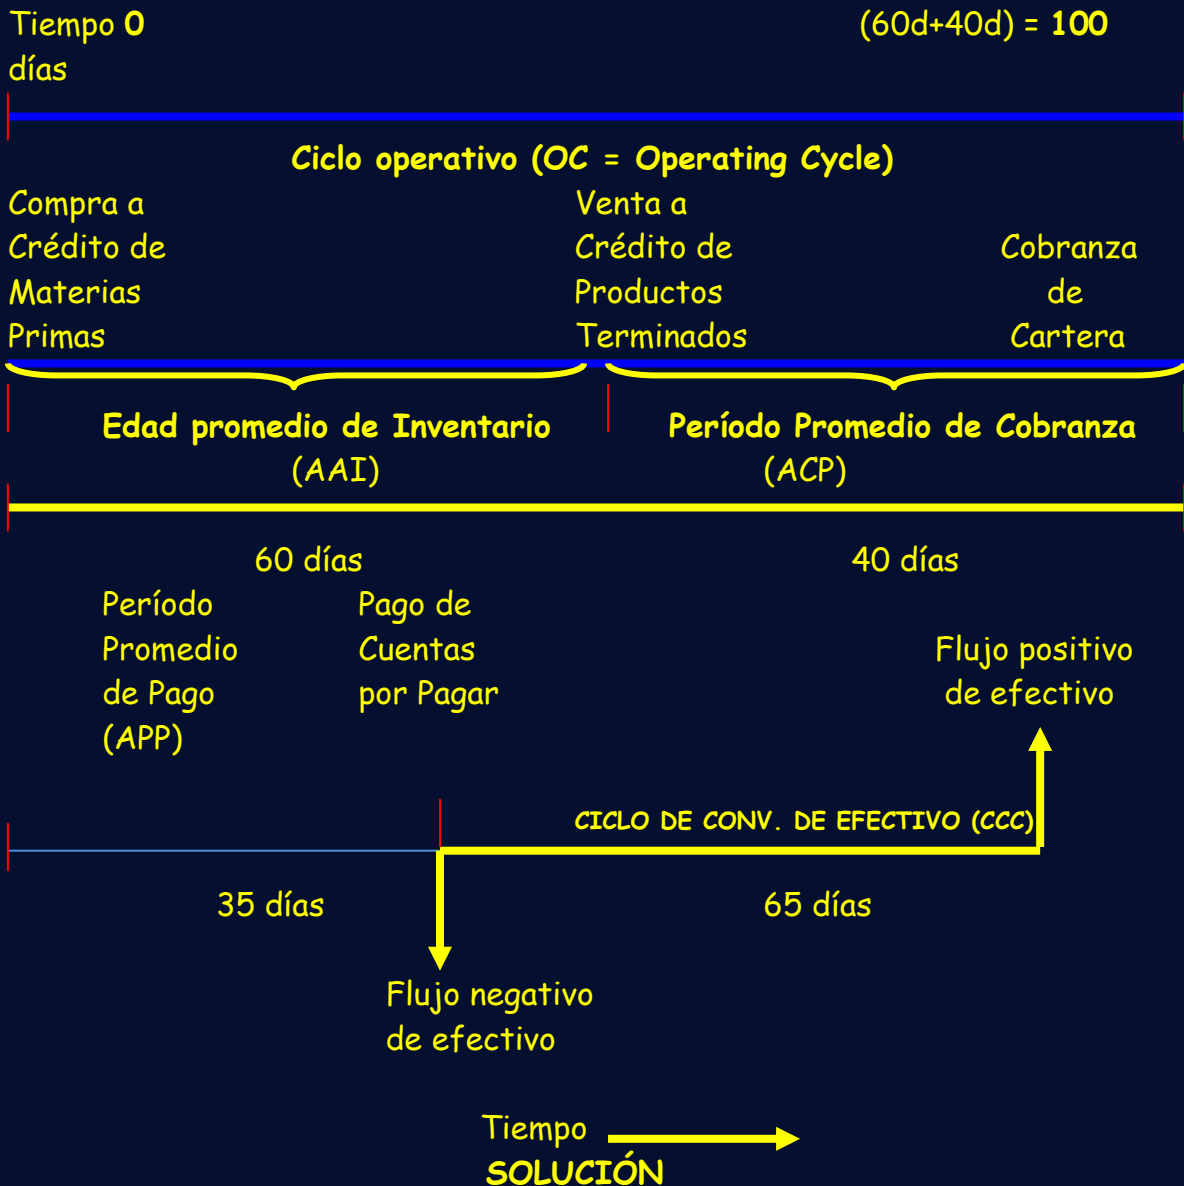 Tiempo 0
días
(60d+40d) = 100
Ciclo operativo (OC = Operating Cycle)
Compra a
Crédito de
Materias
Primas
Venta a
Crédito de
Productos
Terminados
Cobranza
de
Cartera
Edad promedio de Inventario
(AAI)
Período Promedio de Cobranza
(ACP)
60 días
40 días
Período
Promedio
de Pago
(APP)
Pago de
Cuentas
por Pagar
Flujo positivo
de efectivo
CICLO DE CONV. DE EFECTIVO (CCC)
35 días
65 días
Flujo negativo
de efectivo
Tiempo
SOLUCIÓN